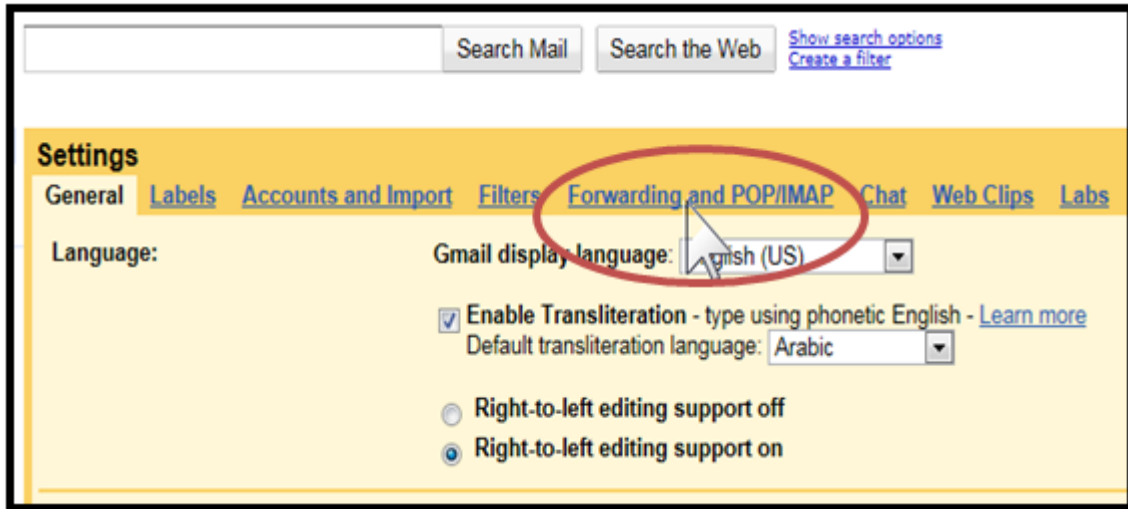 Search Mail Search the Web Show search options
Create a filter
Settings
General Labels Accounts and Import Filters Forwarding and POP/IMAP Chat Web Clips Labs
Language: Gmail display language: (US)
Enable Transliteration - type using phonetic English - Learn more
Default transliteration language: Arabic
Right-to-left editing support off
Right-to-left editing support on